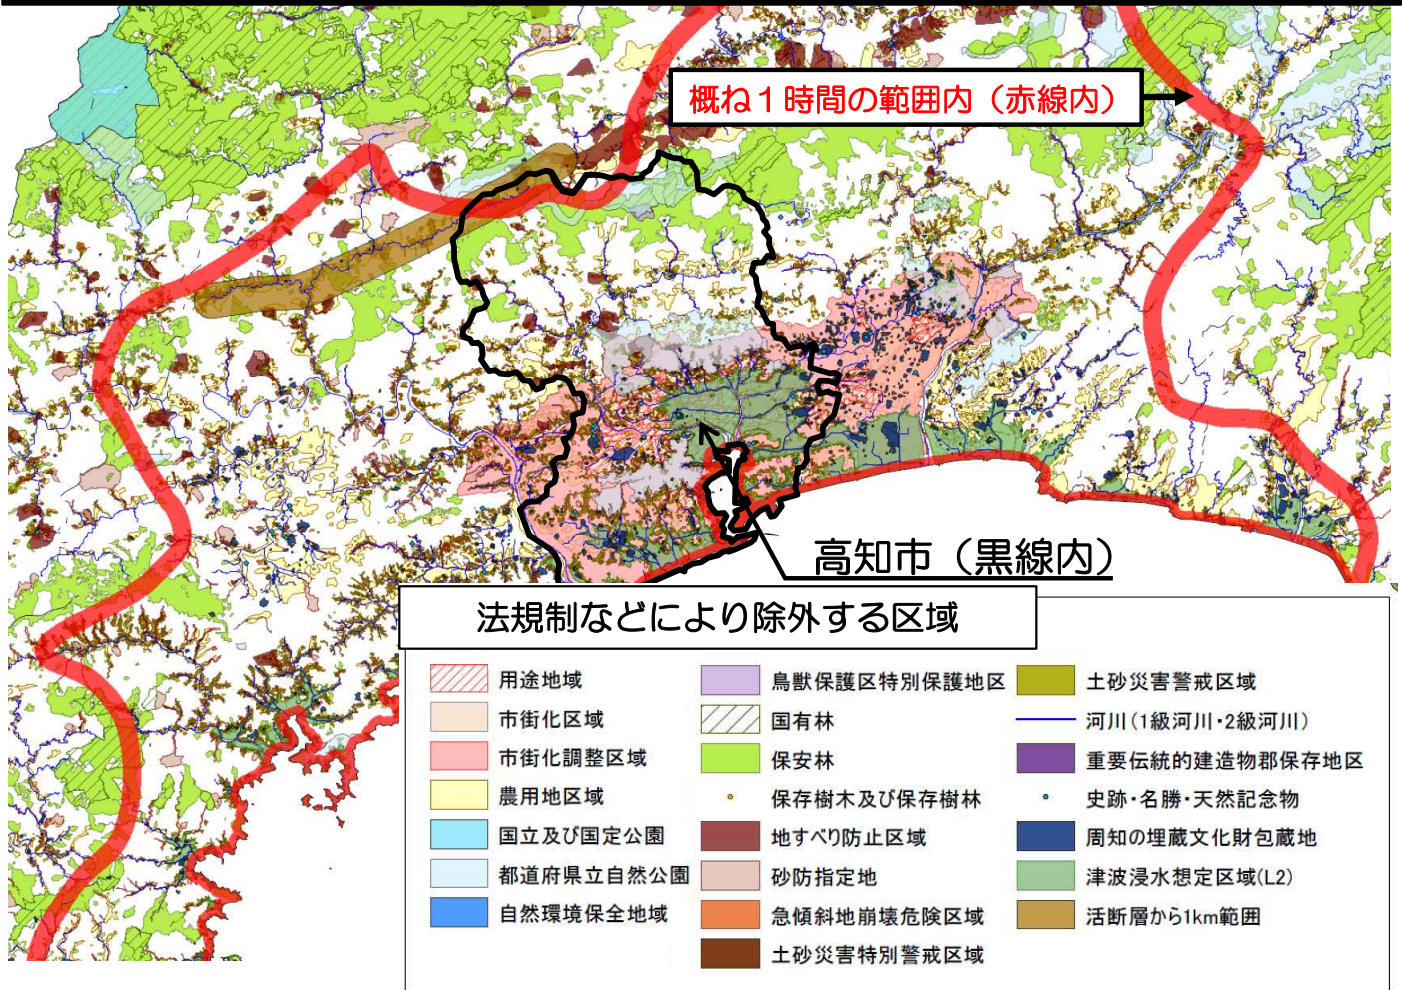 概ね１時間の範囲内（赤線内）
高知市（黒線内）
法規制などにより除外する区域
用途地域
市街化区域
市街化調整区域
農用地区域
国立及び国定公園
都道府県立自然公園
自然環境保全地域
鳥獣保護区特別保護地区
国有林
保安林
保存樹木及び保存樹林
地すべり防止区域
砂防指定地
急傾斜地崩壊危険区域
土砂災害特別警戒区域
土砂災害警戒区域
河川(1級河川・2級河川)
重要伝統的建造物郡保存地区
史跡・名勝・天然記念物
周知の埋蔵文化財包蔵地
津波浸水想定区域(L2)
活断層から1km範囲